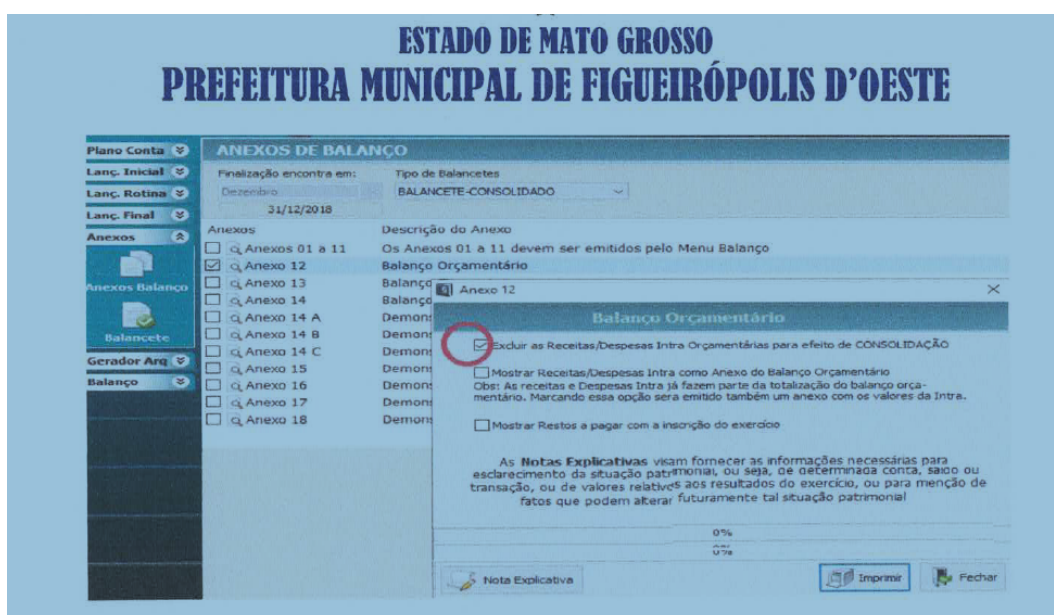 ESTADO DE MATO GROSSO
PREFEITURA MUNICIPAL DE FIGUEIRÓPOLIS D'OESTE
Plano Conta
Lanç. Inicial
Lanç. Rotina
Lanç. Final
Anexos
Anexos Balanço
Balancete
Gerador Arq
Balanço
ANEXOS DE BALANÇO
Finalização encontra em:
Tipo de Balancetes
Dezembro
BALANCETE-CONSOLIDADO
31/12/2018
Anexos
Descrição do Anexo
Anexos 01 a 11
Os Anexos 01 a 11 devem ser emitidos pelo Menu Balanço
Anexo 12
Balanço Orçamentário
Anexo 13
Balanço
Anexo 14
Balanço
Anexo 14 A
Demons
Anexo 14 B
Demons
Anexo 14 C
Demons
Anexo 15
Demons
Anexo 16
Demons
Anexo 17
Demons
Anexo 18
Demons
Anexo 12
Balanço Orçamentário
Excluir as Receitas/Despesas Intra Orçamentárias para efeito de CONSOLIDAÇÃO
Mostrar Receitas/Despesas Intra como Anexo do Balanço Orçamentário
Obs: As receitas e Despesas Intra já fazem parte da totalização do balanço orça-
mentário. Marcando essa opção sera emitido também um anexo com os valores da Intra.
Mostrar Restos a pagar com a inscrição do exercício
As Notas Explicativas visam fornecer as informações necessárias para
esclarecimento da situação patrimonial, ou seja, de determinada conta, saldo ou
transação, ou de valores relativos aos resultados do exercício, ou para menção de
fatos que podem alterar futuramente tal situação patrimonial
0%
0%
Nota Explicativa
Imprimir
Fechar